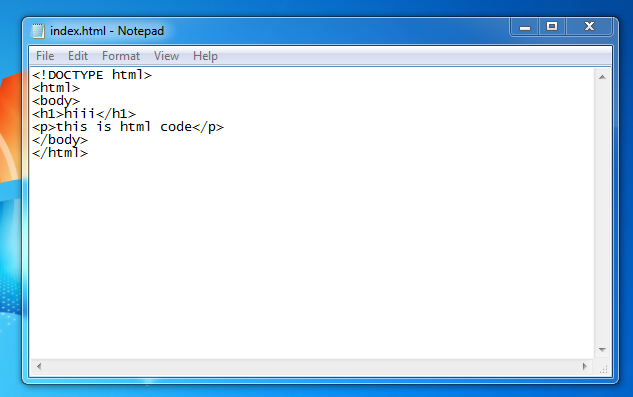 index.html - Notepad
File Edit Format View Help
<!DOCTYPE html>
<html>
<body>
<h1>hiii</h1>
<p>this is html code</p>
</body>
</html>